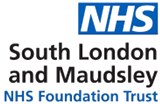 NHS
South London
and Maudsley
NHS Foundation Trust